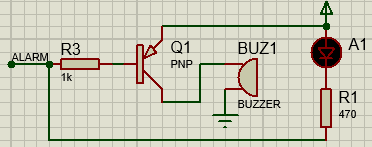 ALARM
R3
1k
Q1
PNP
BUZ1
BUZZER
A1
R1
470